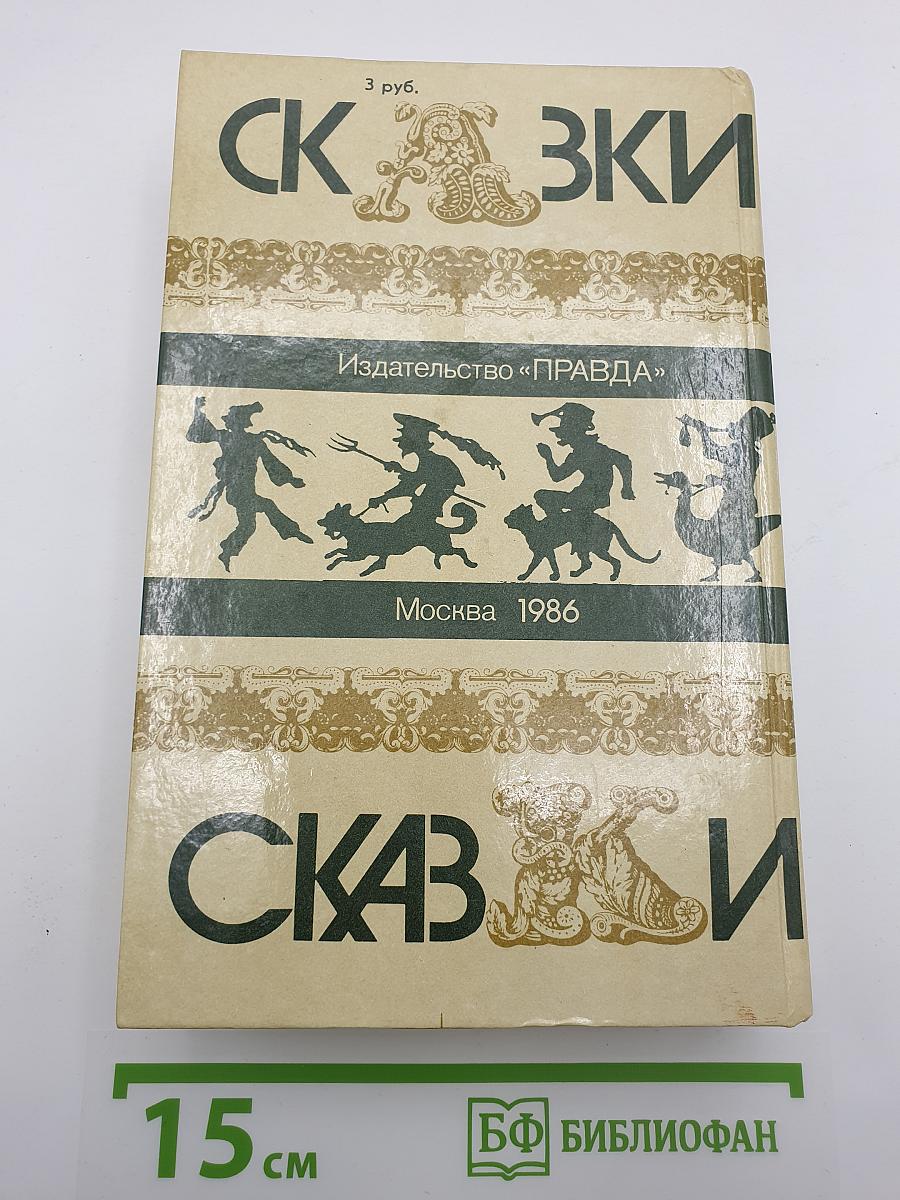 3 руб.
СКАЗКИ
Издательство «ПРАВДА»
Москва 1986
СКАЗКИ
15 см
БФ БИБЛИОФАН